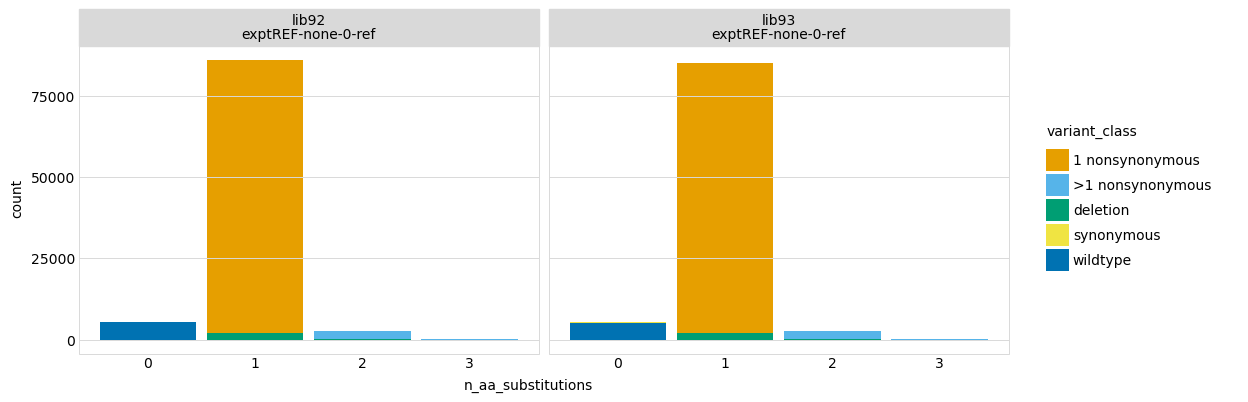 lib92
exptREF-none-0-ref
lib93
exptREF-none-0-ref
count
75000
50000
25000
0
0 1 2 3
0 1 2 3
n_aa_substitutions
variant_class
1 nonsynonymous
>1 nonsynonymous
deletion
synonymous
wildtype